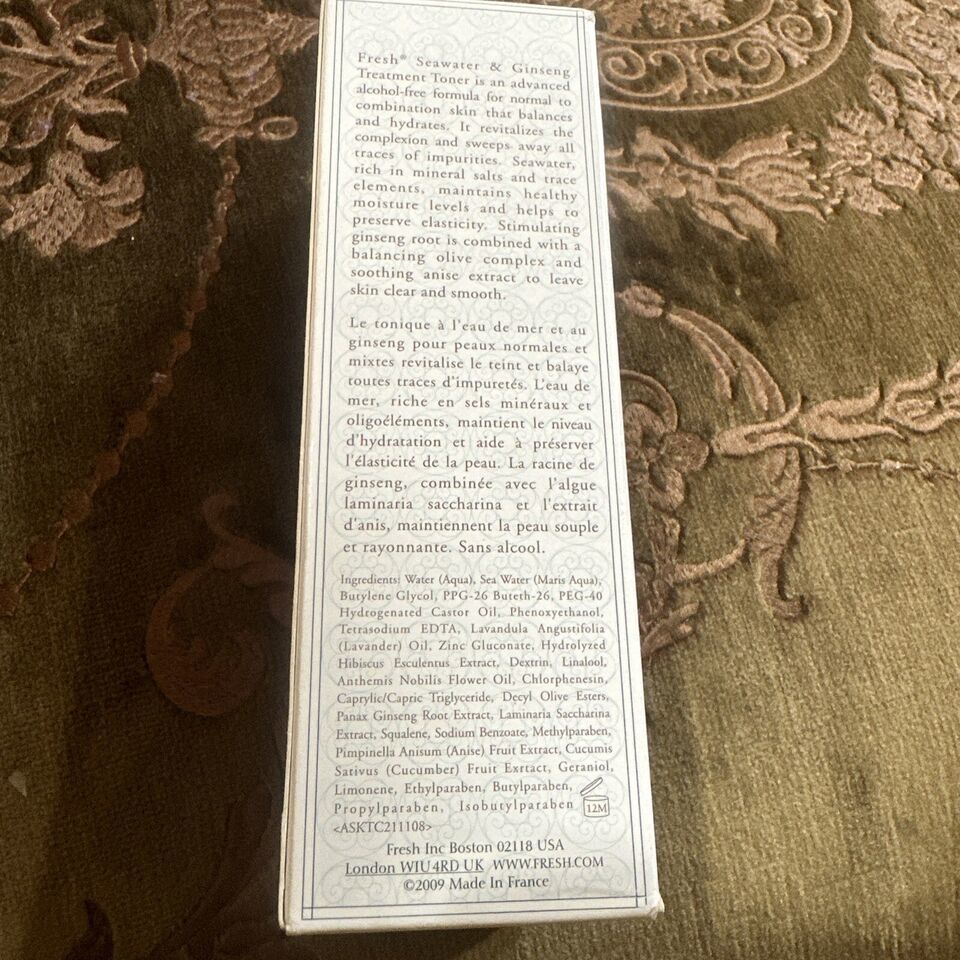 Fresh® Seawater & Ginseng
Treatment Toner is an advanced
alcohol-free formula for normal to
combination skin that balances
and hydrates. It revitalizes the
complexion and sweeps away all
traces of impurities. Seawater,
rich in mineral salts and trace
elements, maintains healthy
moisture levels and helps to
preserve elasticity. Stimulating
ginseng root is combined with a
balancing olive complex and
soothing anise extract to leave
skin clear and smooth.
Le tonique à l'eau de mer et au
ginseng pour peaux normales et
mixtes revitalise le teint et balaye
toutes traces d'impuretés. L'eau de
mer, riche en sels minéraux et
oligoéléments, maintient le niveau
d'hydratation et aide à préserver
l'élasticité de la peau. La racine de
ginseng, combinée avec l'algue
laminaria saccharina et l'extrait
d'anis, maintiennent la peau souple
et rayonnante. Sans alcool.
Ingredients: Water (Aqua), Sea Water (Maris Aqua),
Butylene Glycol, PPG-26 Buteth-26, PEG-40
Hydrogenated Castor Oil, Phenoxyethanol,
Tetrasodium EDTA, Lavandula Angustifolia
(Lavander) Oil, Zinc Gluconate, Hydrolyzed
Hibiscus Esculentus Extract, Dextrin, Linalool,
Anthemis Nobilis Flower Oil, Chlorphenesin,
Caprylic/Capric Triglyceride, Decyl Olive Esters,
Panax Ginseng Root Extract, Laminaria Saccharina
Extract, Squalene, Sodium Benzoate, Methylparaben,
Pimpinella Anisum (Anise) Fruit Extract, Cucumis
Sativus (Cucumber) Fruit Exrtact, Geraniol,
Limonene, Ethylparaben, Butylparaben,
Propylparaben, Isobutylparaben 12M
<ASKTC211108>
Fresh Inc Boston 02118 USA
London WIU 4RD UK WWW.FRESH.COM
©2009 Made In France